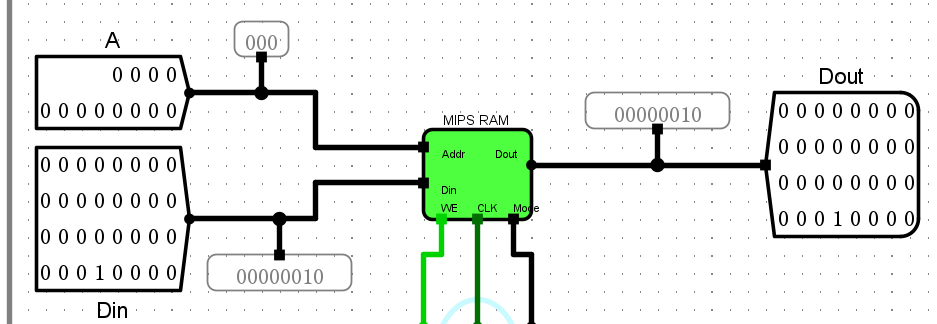 A
0 0 0 0
0 0 0 0 0 0 0 0
000
0 0 0 0 0 0 0 0
0 0 0 0 0 0 0 0
0 0 0 0 0 0 0 0
0 0 0 1 0 0 0 0
Din
00000010
MIPS RAM
Addr Dout
Din
WE CLK Mode
00000010
Dout
0 0 0 0 0 0 0 0
0 0 0 0 0 0 0 0
0 0 0 0 0 0 0 0
0 0 0 1 0 0 0 0